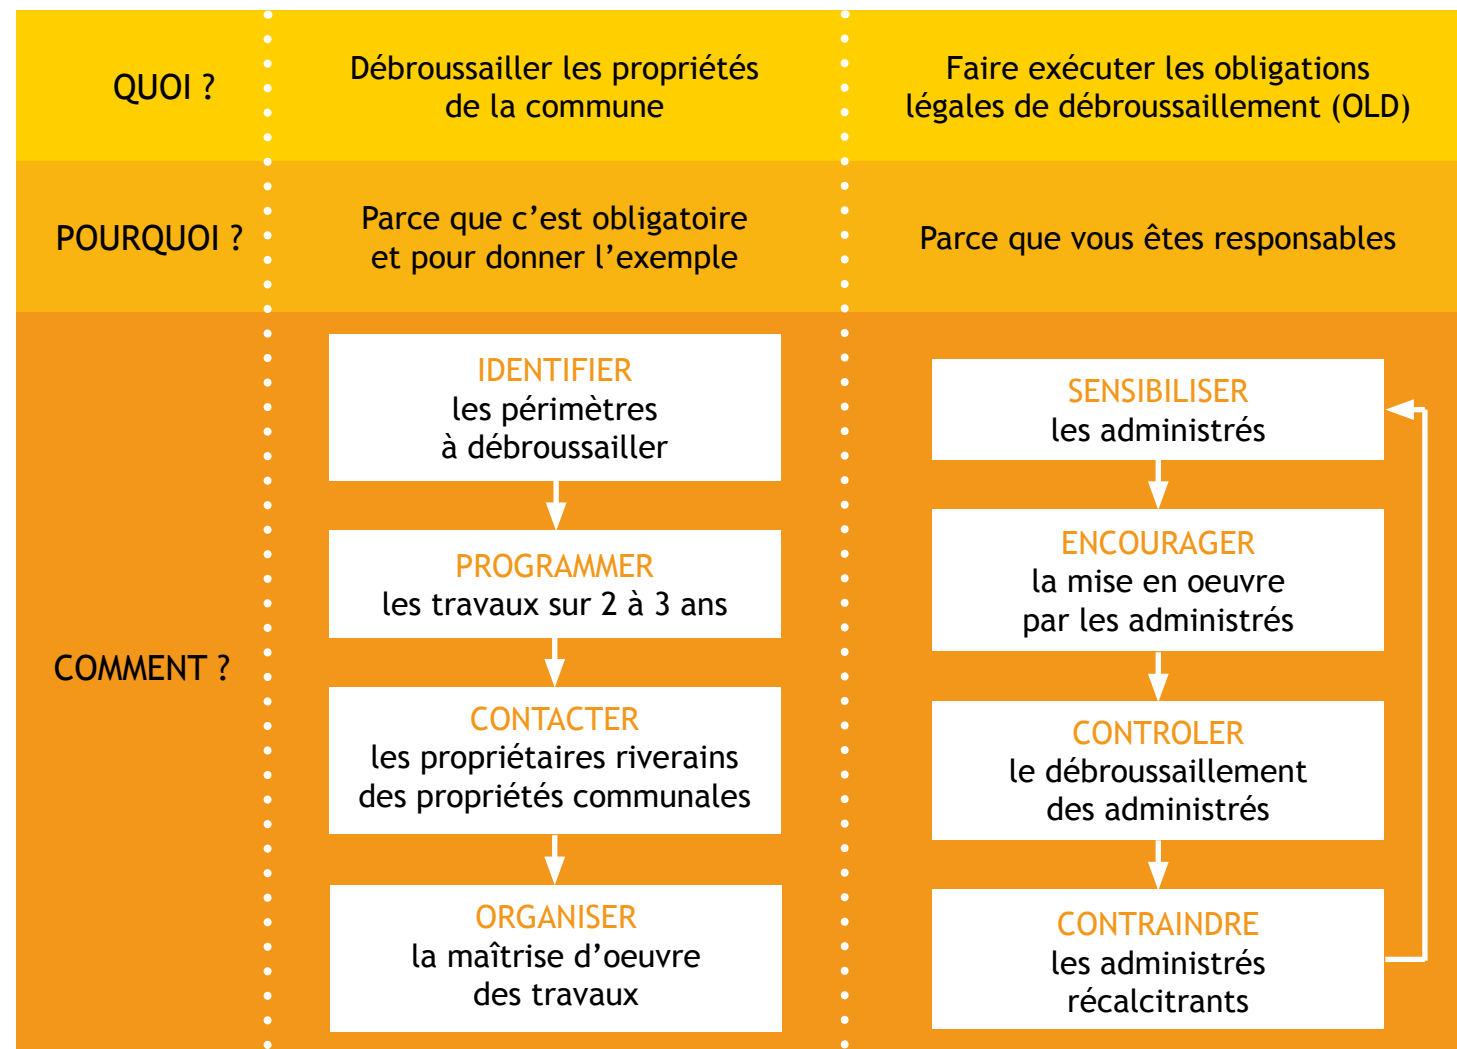 QUOI ?
Débroussailler les propriétés
de la commune
Faire exécuter les obligations
légales de débroussaillement (OLD)
POURQUOI ?
Parce que c’est obligatoire
et pour donner l’exemple
Parce que vous êtes responsables
COMMENT ?
IDENTIFIER
les périmètres
à débroussailler
PROGRAMMER
les travaux sur 2 à 3 ans
CONTACTER
les propriétaires riverains
des propriétés communales
ORGANISER
la maîtrise d’oeuvre
des travaux
SENSIBILISER
les administrés
ENCOURAGER
la mise en oeuvre
par les administrés
CONTROLER
le débroussaillement
des administrés
CONTRAINDRE
les administrés
récalcitrants